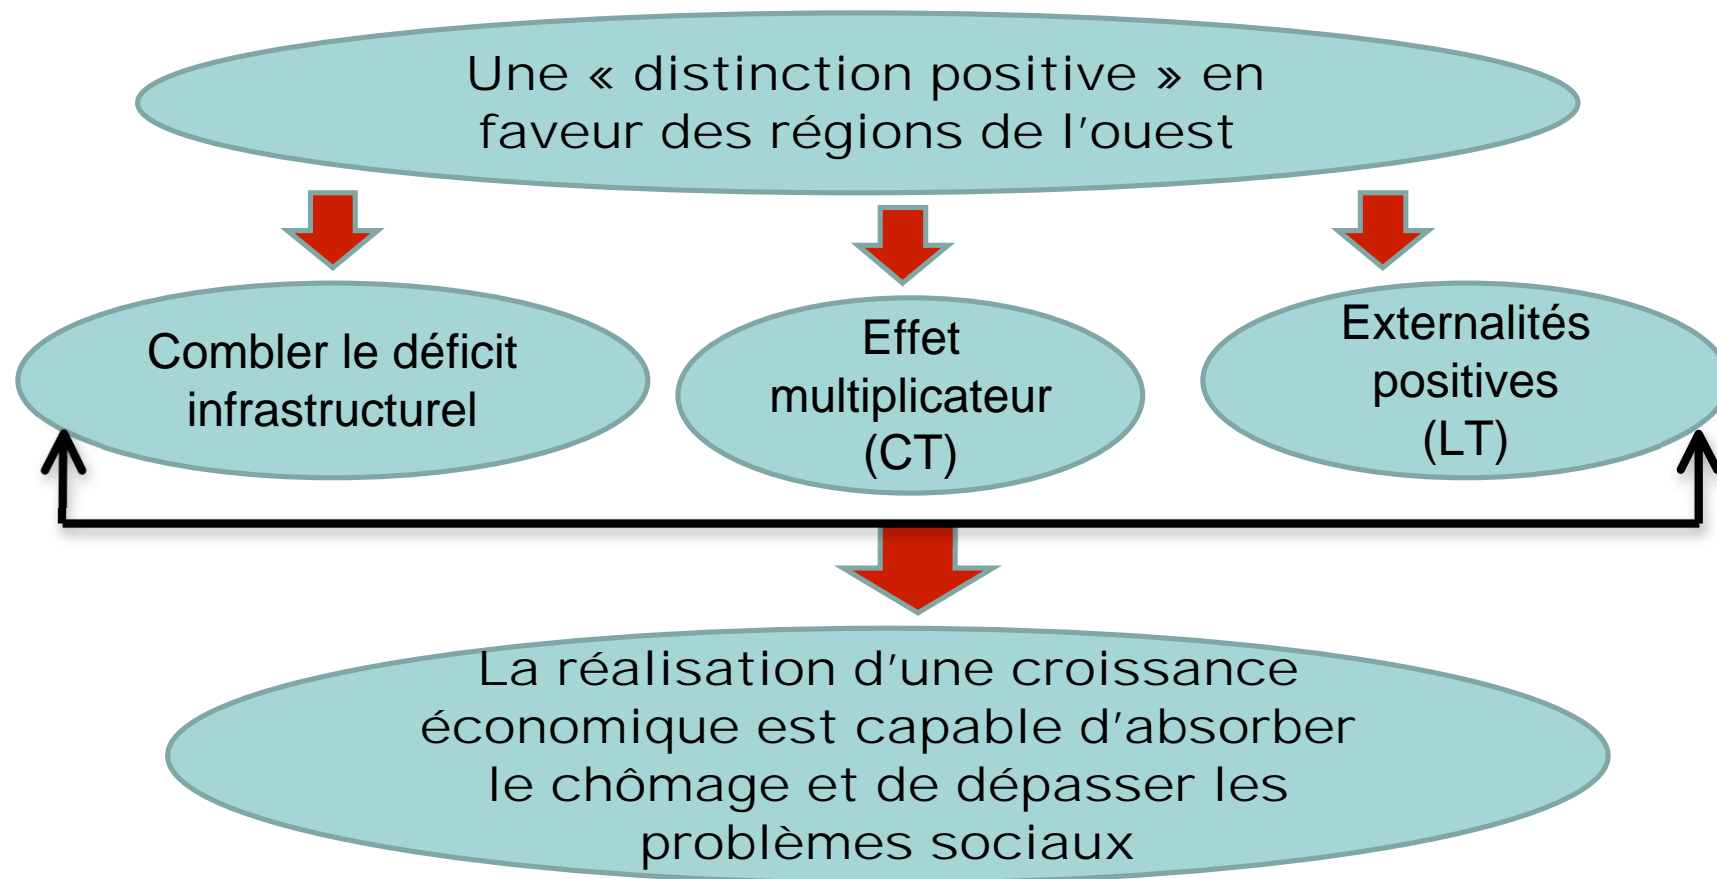 Une « distinction positive » en
faveur des régions de l’ouest
Combler le déficit
infrastructurel
Effet
multiplicateur
(CT)
Externalités
positives
(LT)
La réalisation d’une croissance
économique est capable d’absorber
le chômage et de dépasser les
problèmes sociaux